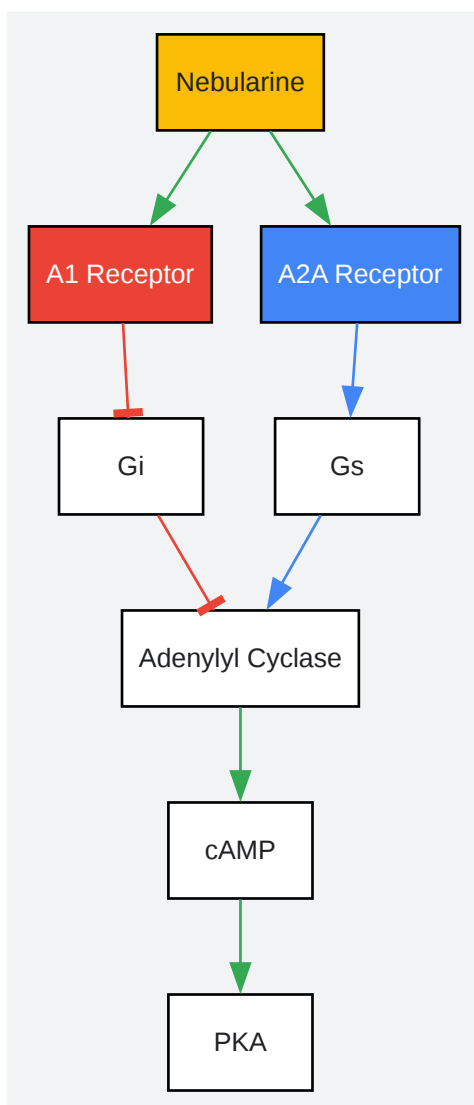 Nebularine
A1 Receptor
A2A Receptor
Gi
Gs
Adenylyl Cyclase
cAMP
PKA